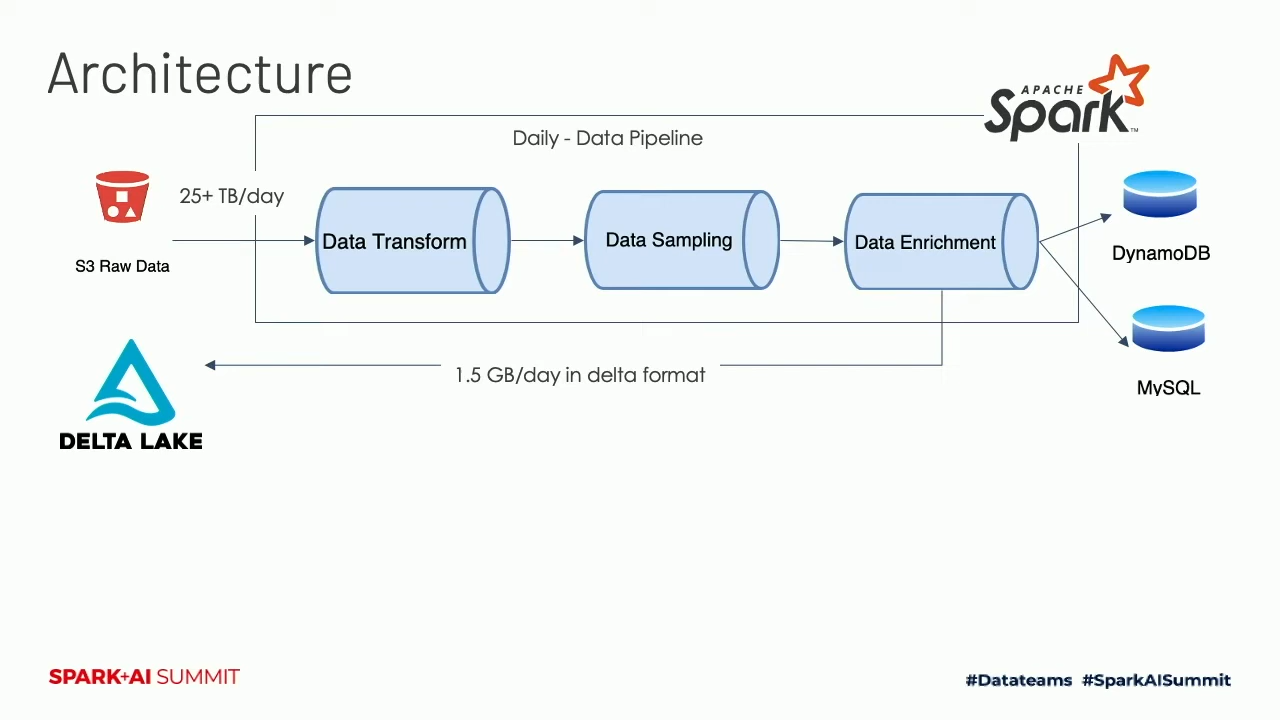 Architecture
APACHE
Spark™
Daily - Data Pipeline
25+ TB/day
Data Transform
Data Sampling
Data Enrichment
S3 Raw Data
DynamoDB
1.5 GB/day in delta format
MySQL
DELTA LAKE
SPARK+AI SUMMIT
#Datateams #SparkAISummit